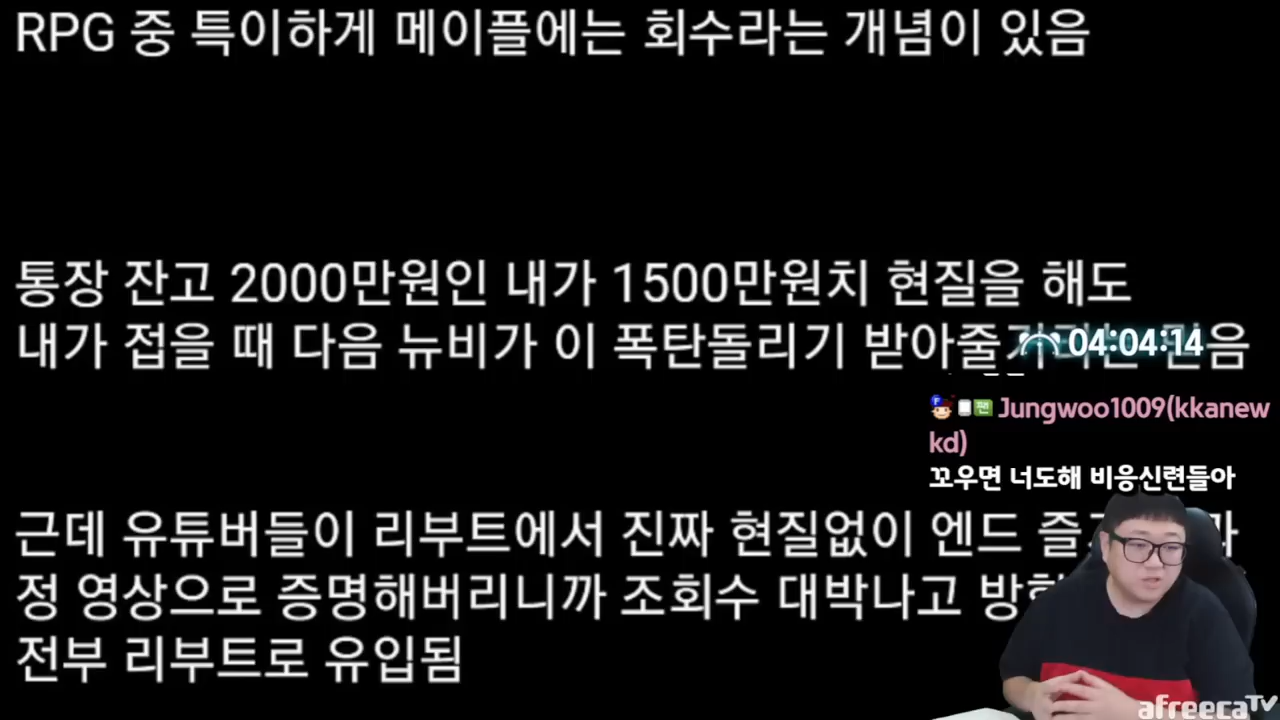 RPG 중 특이하게 메이플에는 회수라는 개념이 있음
통장 잔고 2000만원인 내가 1500만원치 현질을 해도
내가 접을 때 다음 뉴비가 이 폭탄돌리기
04:04:14
Jungwoo1009(kkanew
kd)
꼬우면 너도해 비응신련들아
근데 유튜버들이 리부트에서 진짜 현질없이 엔드
정 영상으로 증명해버리니까 조회수 대박나고
전부 리부트로 유입됨
afreecaTV